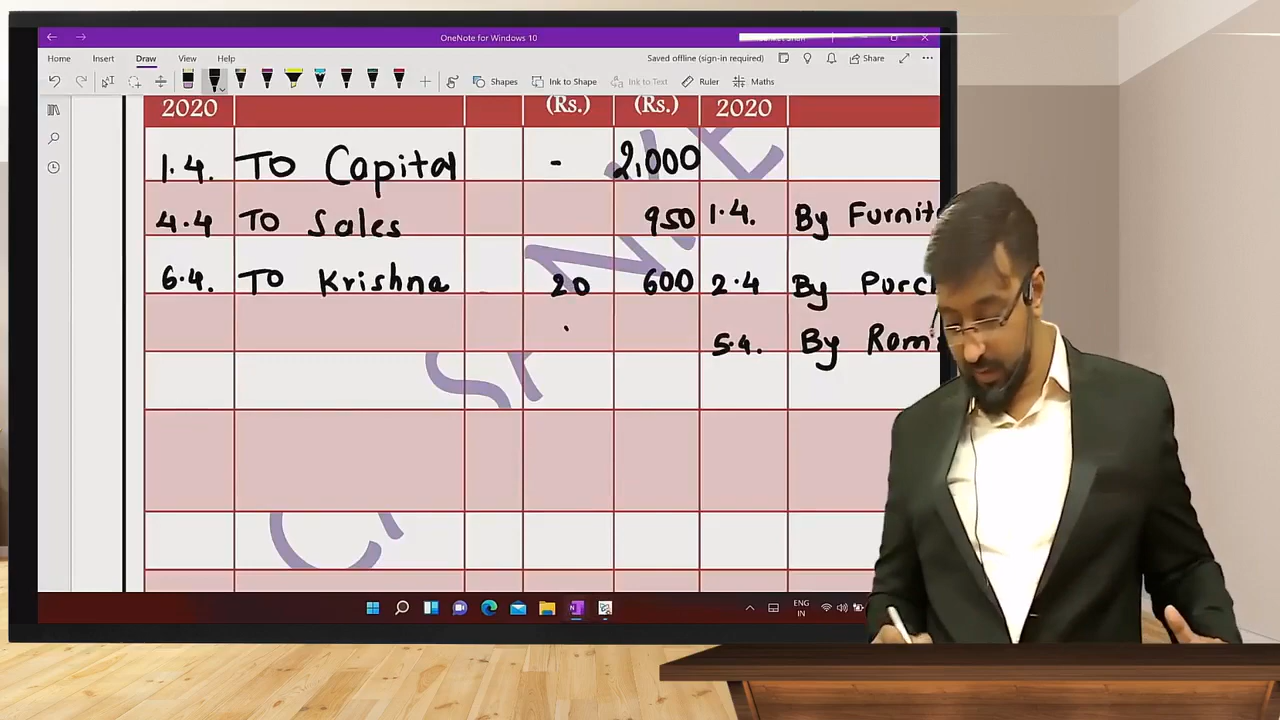 OneNote for Windows 10
Home Insert Draw View Help
Saved offline (sign-in required)
Share
Shapes Ink to Shape Ink to Text Ruler Maths
2020 (Rs.) (Rs.) 2020
1.4. TO Capital - 2,000
4.4 TO Sales 950 1.4. By Furnit
6.4. TO Krishna 20 600 2.4 By Purc
5.4. By Rom
ENG
IN